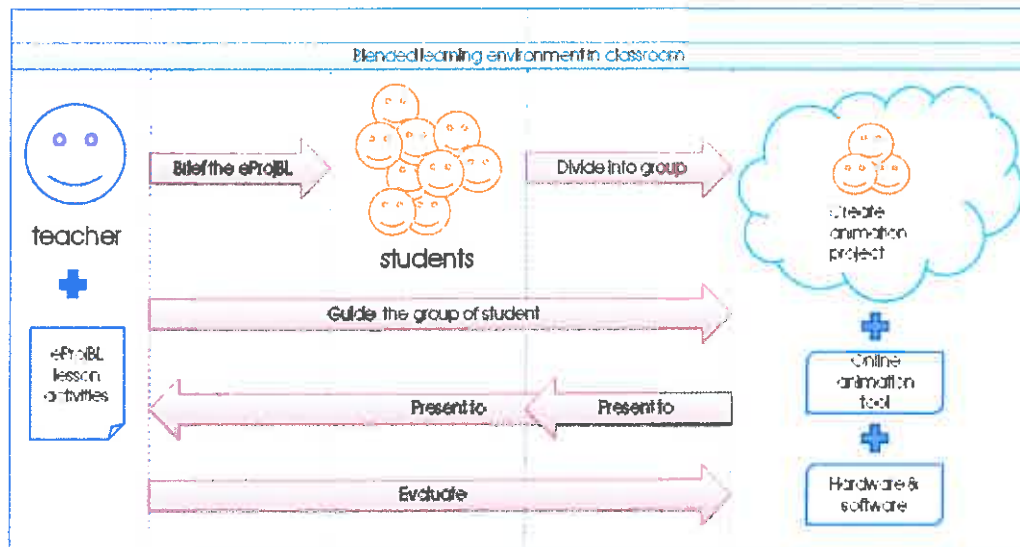 Blended learning environment in classroom
Brief the eProjBL
Divide into group
teacher
students
Create
animation
project
Guide the group of student
eProjBL
lesson
activities
Online
animation
tool
Present to
Present to
Evaluate
Hardware &
software